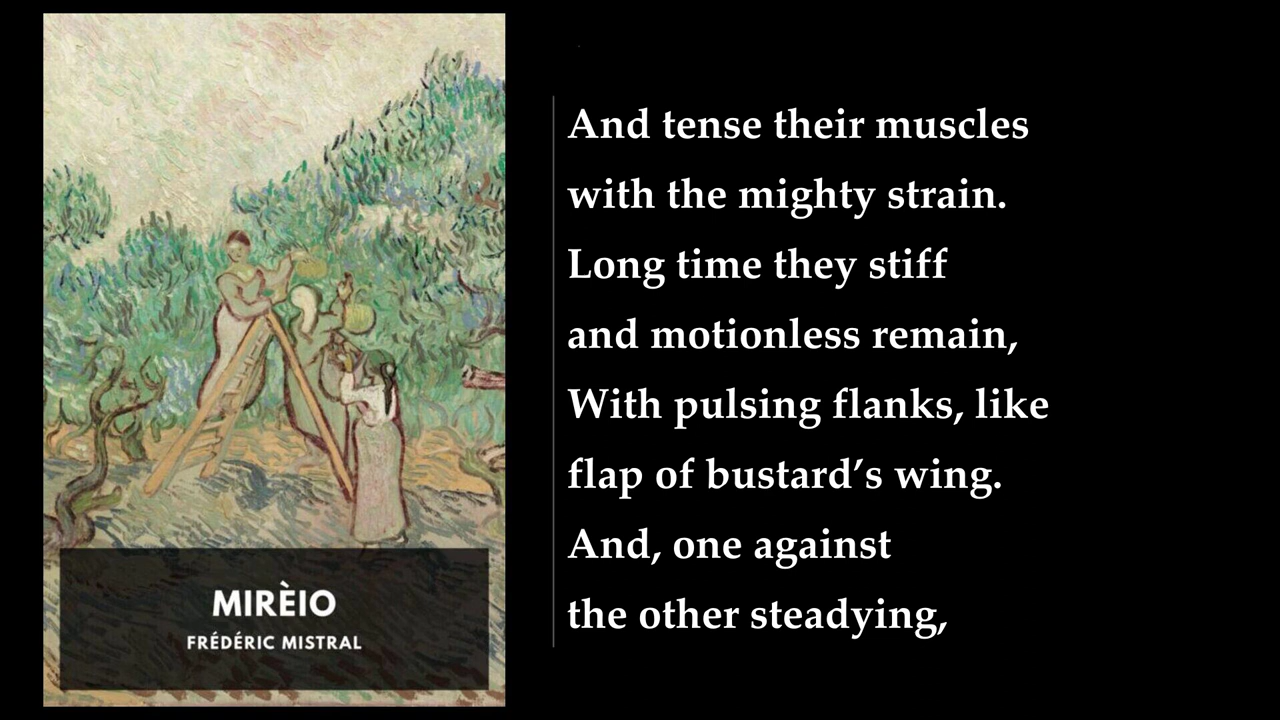 MIRÈIO
FRÉDÉRIC MISTRAL
And tense their muscles
with the mighty strain.
Long time they stiff
and motionless remain,
With pulsing flanks, like
flap of bustard’s wing.
And, one against
the other steadying,